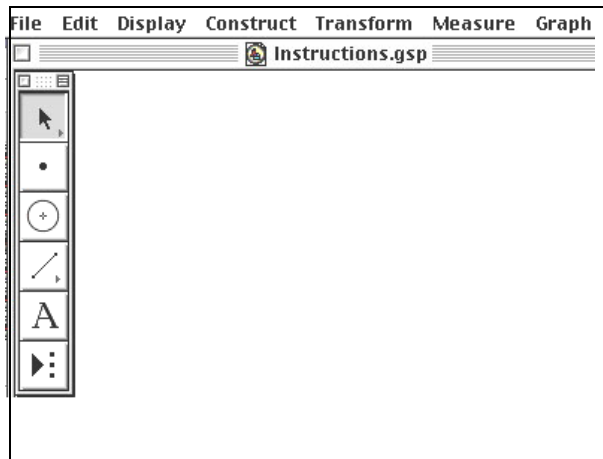 File Edit Display Construct Transform Measure Graph
Instructions.gsp
A